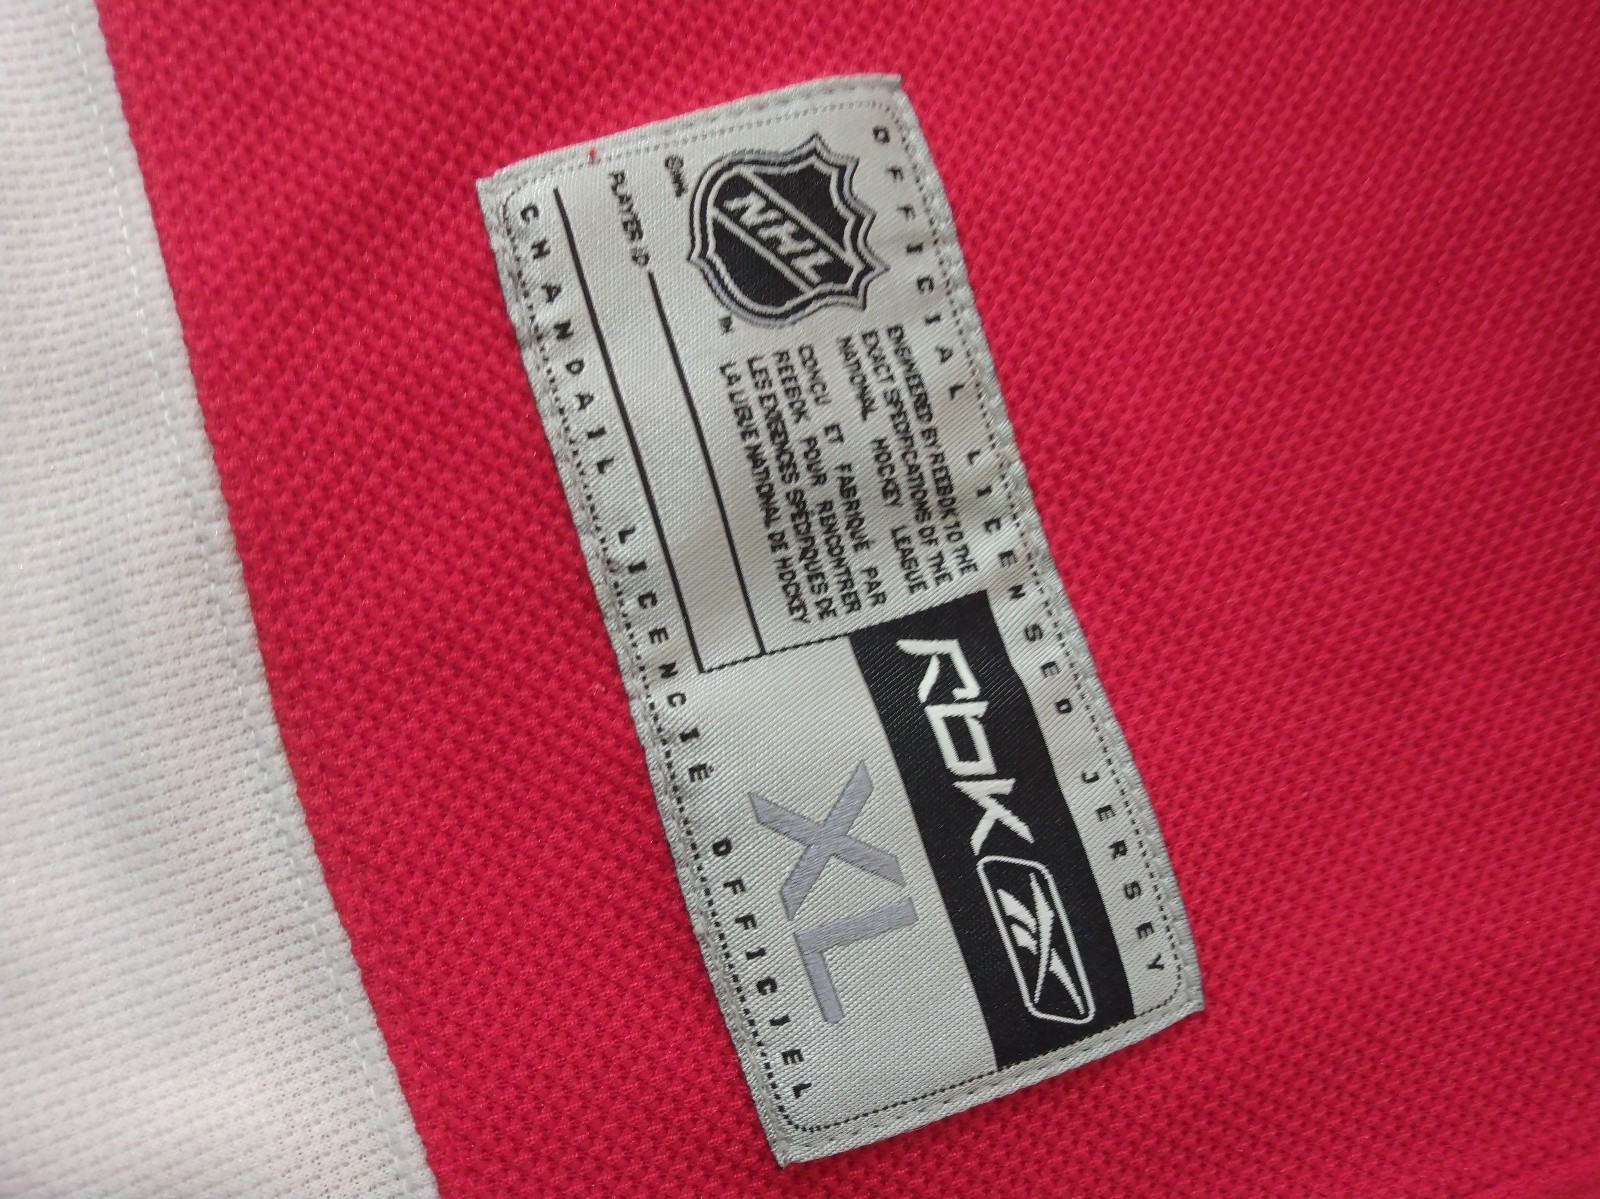 OFFICIAL LICENSED JERSEY
NHL
TM
ENGINEERED BY REEBOK TO THE
EXACT SPECIFICATIONS OF THE
NATIONAL HOCKEY LEAGUE
CONCU ET FABRIQUÉ PAR
REEBOK POUR RENCONTRER
LES EXIGENCES SPÉCIFIQUES DE
LA LIGUE NATIONAL DE HOCKEY
PLAYER ID
Rbk
XL
CHANDAIL LICENCIÉ OFFICIEL